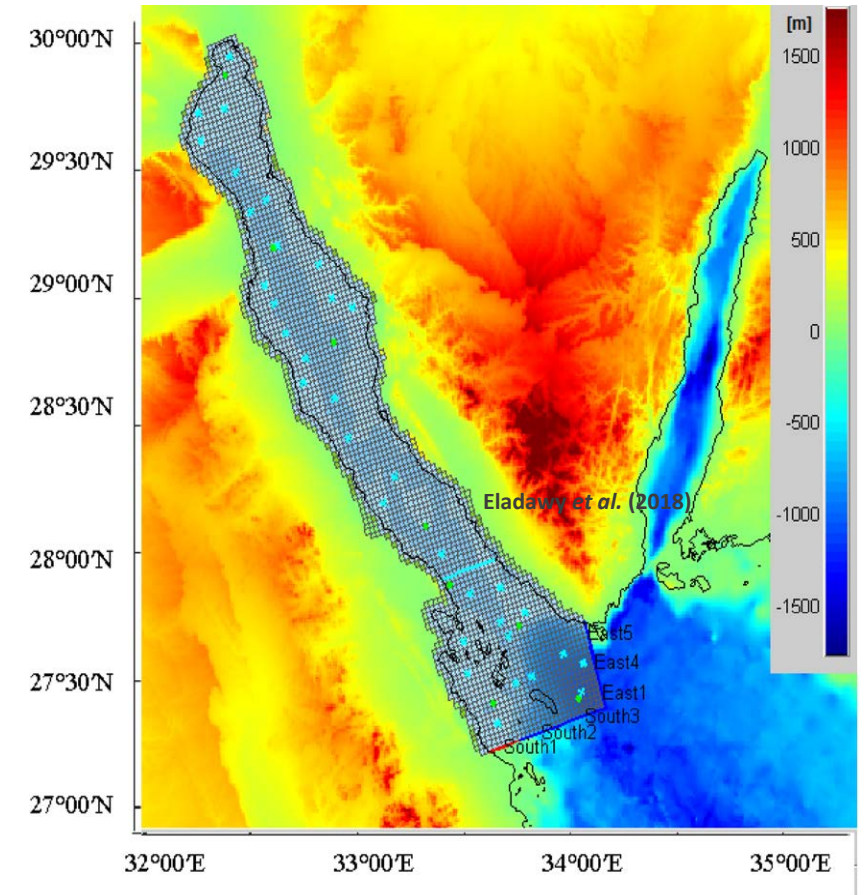 [m]
1500
1000
500
0
-500
-1000
-1500
30°00'N
29°30'N
29°00'N
28°30'N
28°00'N
27°30'N
27°00'N
Eladawy et al. (2018)
East5
East4
East1
South3
South2
South1
32°00'E
33°00'E
34°00'E
35°00'E